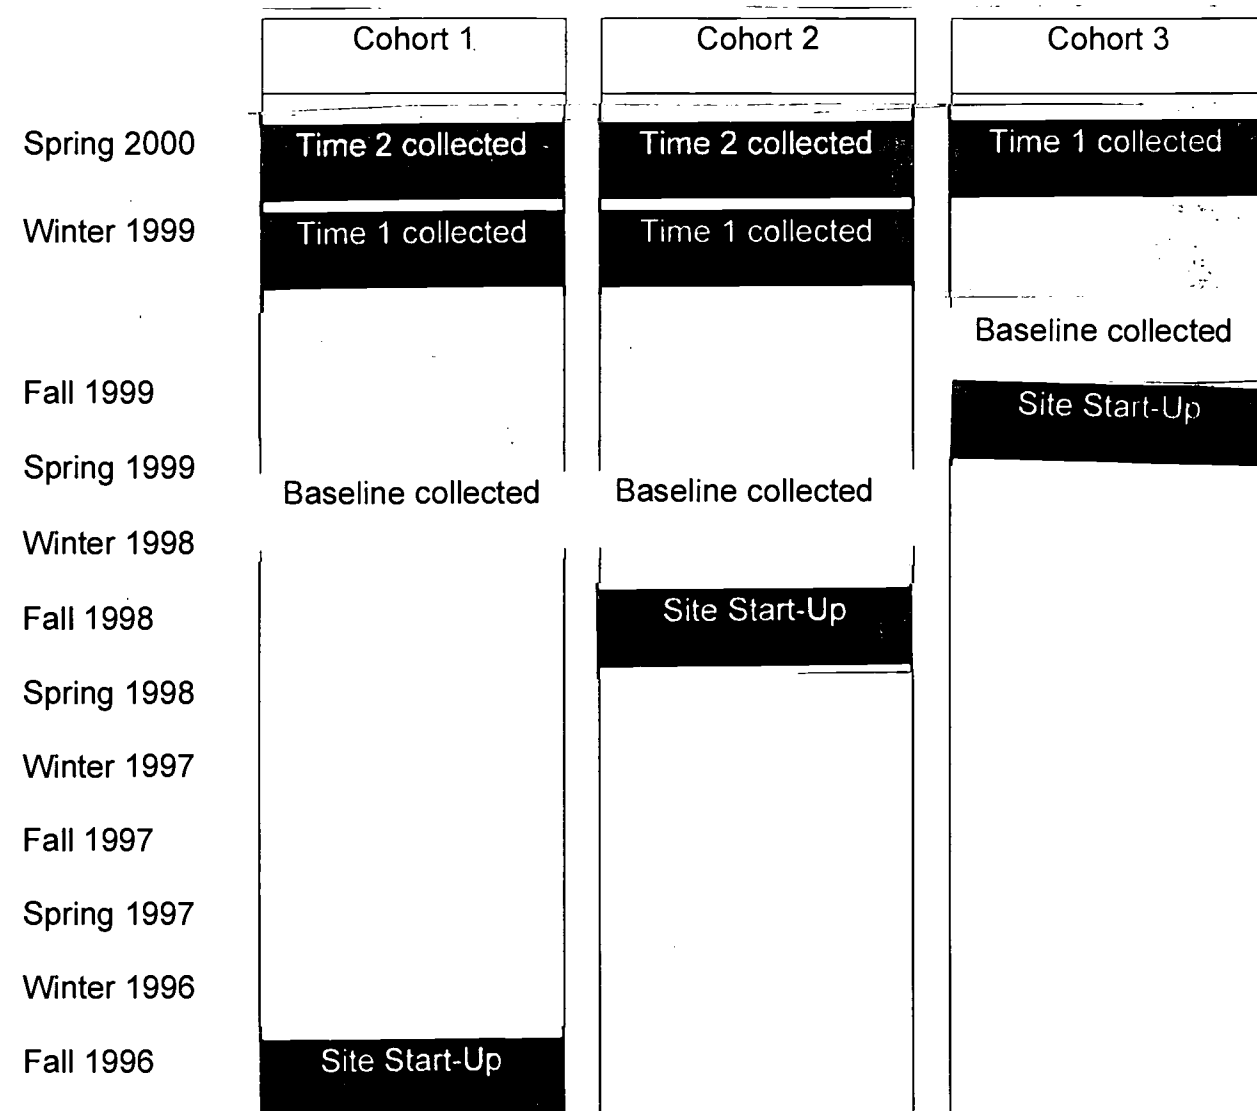 Cohort 1 Cohort 2 Cohort 3
Spring 2000 Time 2 collected Time 2 collected Time 1 collected
Winter 1999 Time 1 collected Time 1 collected
Baseline collected
Fall 1999 Site Start-Up
Spring 1999
Baseline collected Baseline collected
Winter 1998
Fall 1998 Site Start-Up
Spring 1998
Winter 1997
Fall 1997
Spring 1997
Winter 1996
Fall 1996 Site Start-Up